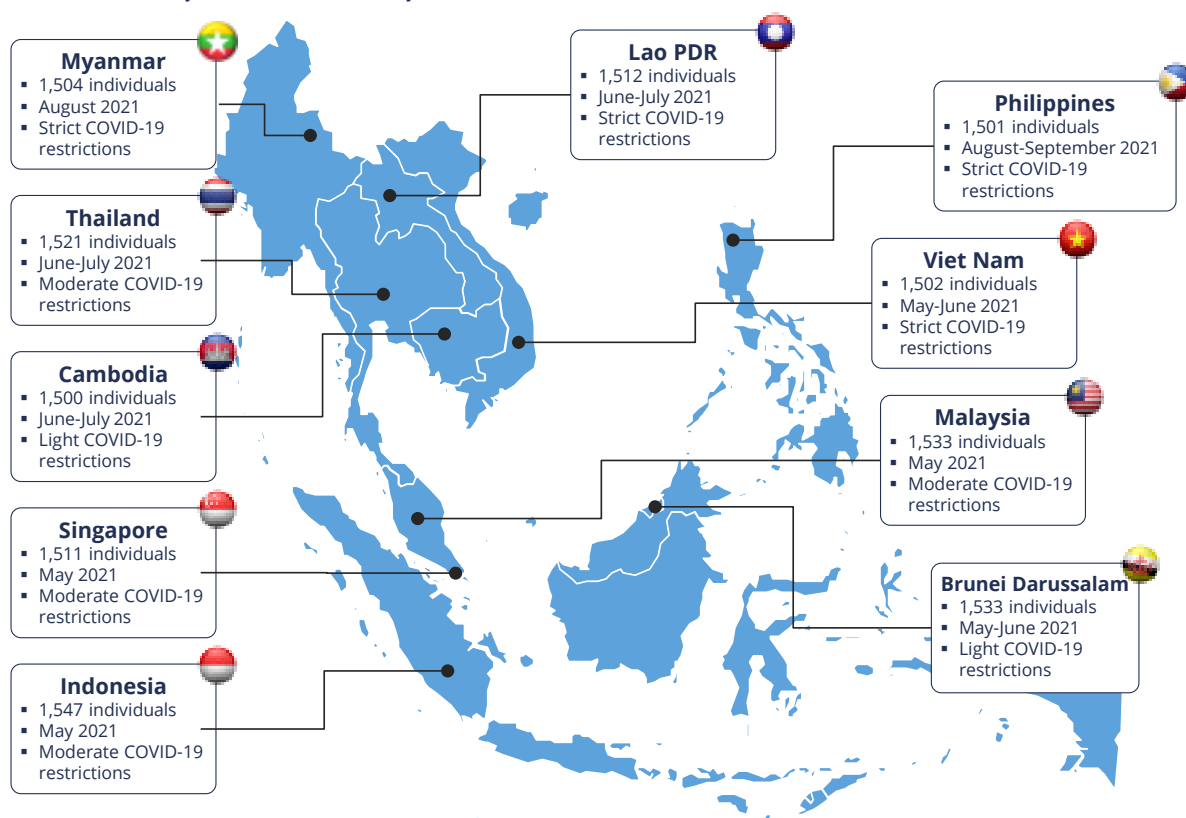 Myanmar
▪ 1,504 individuals
▪ August 2021
▪ Strict COVID-19
restrictions
Lao PDR
▪ 1,512 individuals
▪ June-July 2021
▪ Strict COVID-19
restrictions
Philippines
▪ 1,501 individuals
▪ August-September 2021
▪ Strict COVID-19
restrictions
Thailand
▪ 1,521 individuals
▪ June-July 2021
▪ Moderate COVID-19
restrictions
Viet Nam
▪ 1,502 individuals
▪ May-June 2021
▪ Strict COVID-19
restrictions
Cambodia
▪ 1,500 individuals
▪ June-July 2021
▪ Light COVID-19
restrictions
Malaysia
▪ 1,533 individuals
▪ May 2021
▪ Moderate COVID-19
restrictions
Singapore
▪ 1,511 individuals
▪ May 2021
▪ Moderate COVID-19
restrictions
Brunei Darussalam
▪ 1,533 individuals
▪ May-June 2021
▪ Light COVID-19
restrictions
Indonesia
▪ 1,547 individuals
▪ May 2021
▪ Moderate COVID-19
restrictions